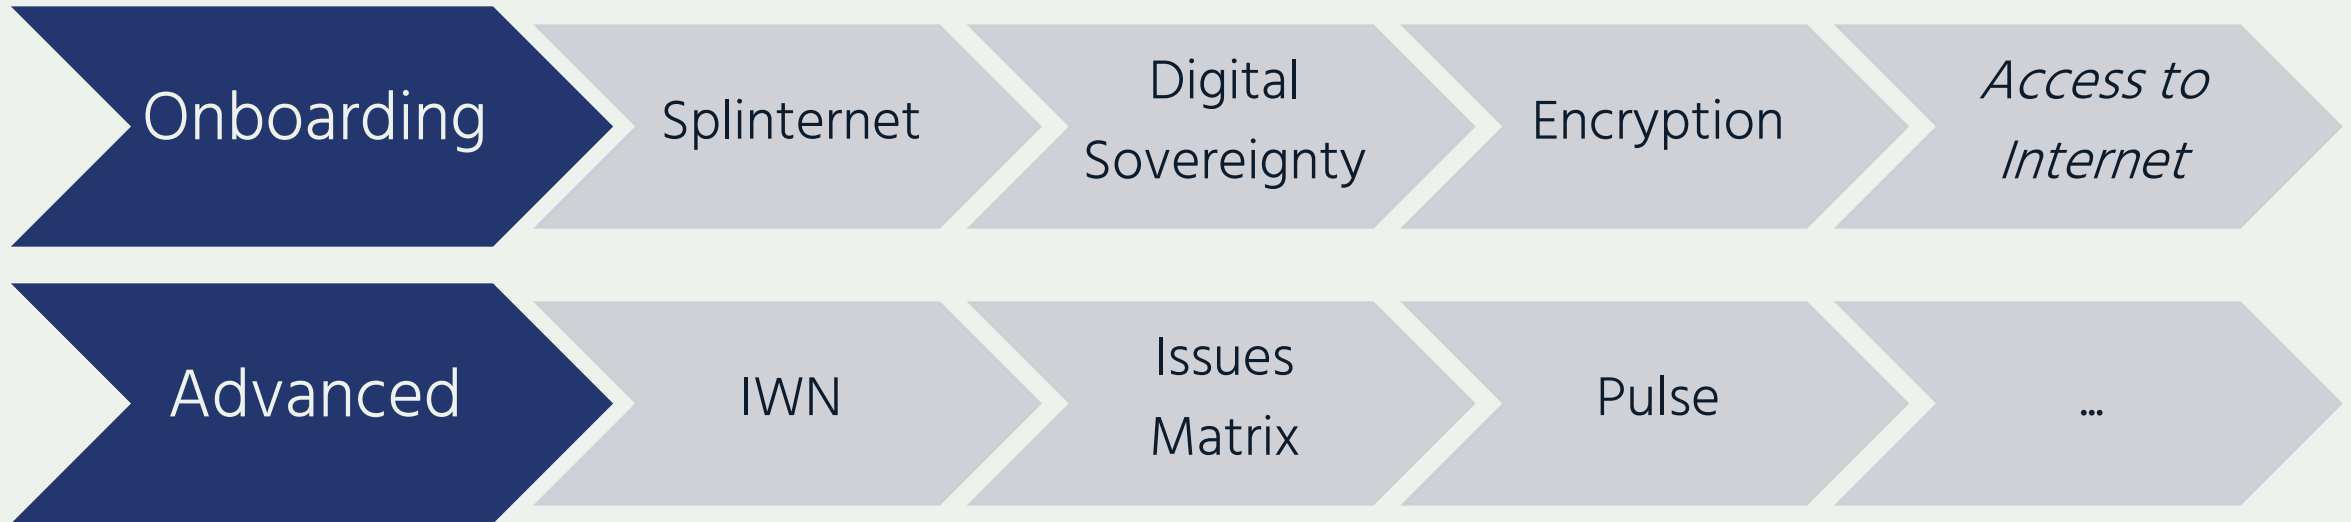 Onboarding
Splinternet
Digital
Sovereignty
Encryption
Access to
Internet
Advanced
IWN
Issues
Matrix
Pulse
...